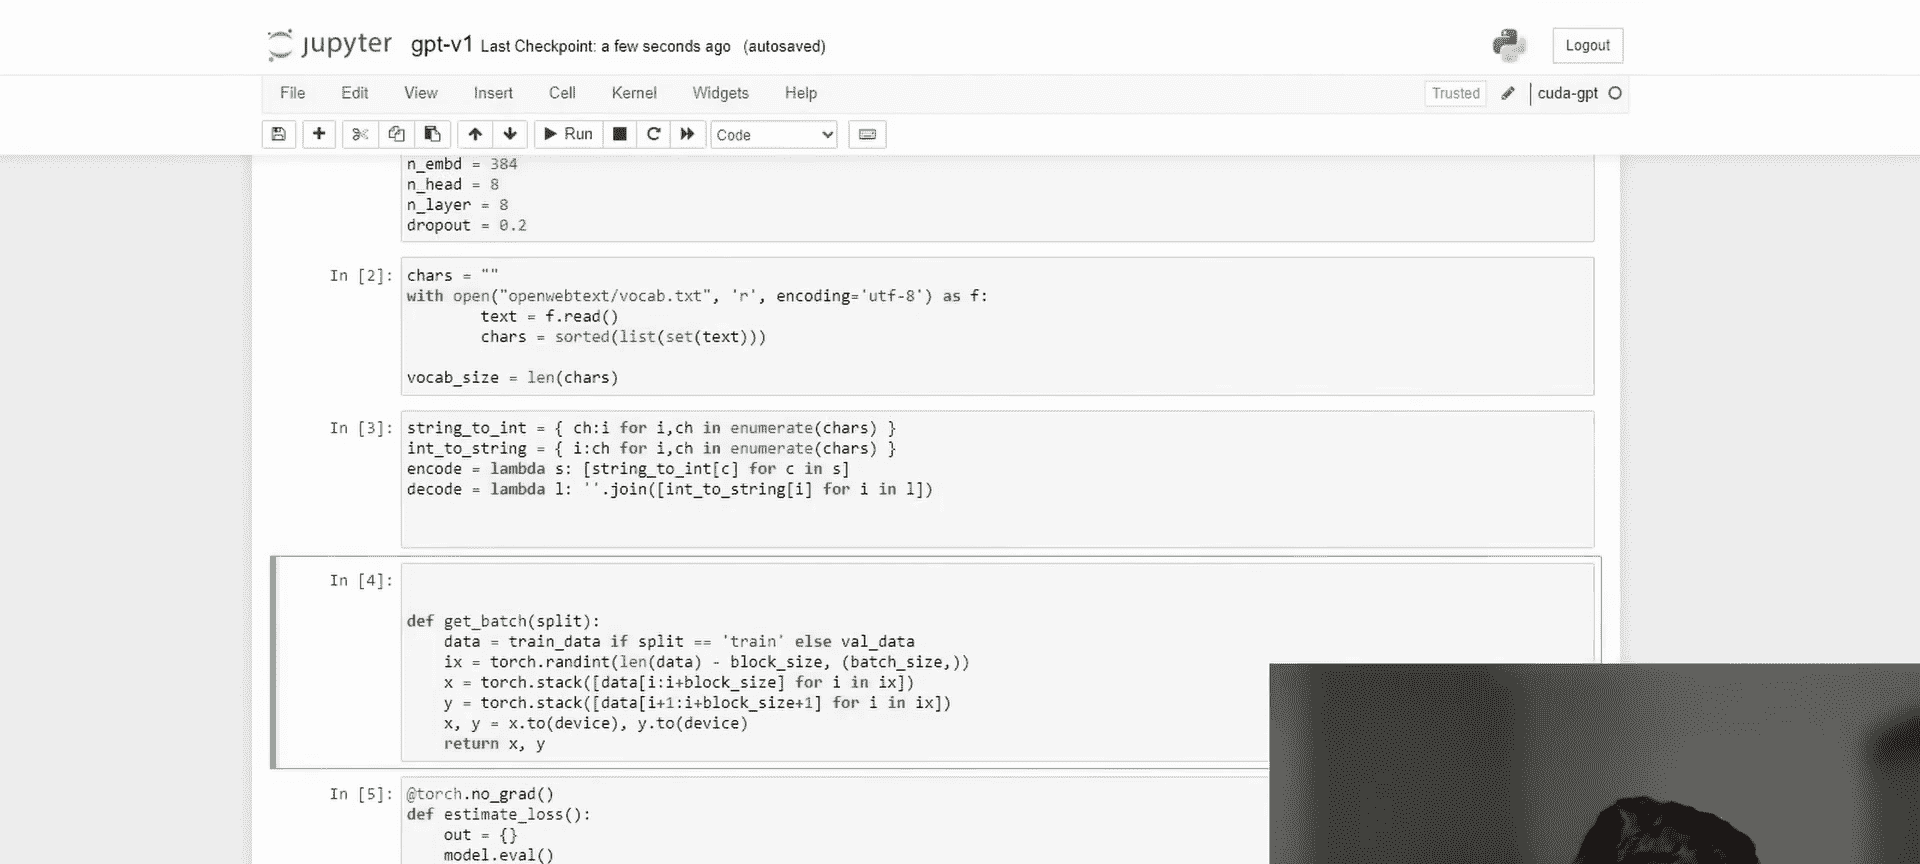 jupyter gpt-v1 Last Checkpoint: a few seconds ago (autosaved) Logout
File Edit View Insert Cell Kernel Widgets Help Trusted cuda-gpt
Run Code
n_embd = 384
n_head = 8
n_layer = 8
dropout = 0.2
In [2]: chars = ""
with open("openwebtext/vocab.txt", 'r', encoding='utf-8') as f:
        text = f.read()
        chars = sorted(list(set(text)))
vocab_size = len(chars)
In [3]: string_to_int = { ch:i for i,ch in enumerate(chars) }
int_to_string = { i:ch for i,ch in enumerate(chars) }
encode = lambda s: [string_to_int[c] for c in s]
decode = lambda l: ''.join([int_to_string[i] for i in l])
In [4]:
def get_batch(split):
    data = train_data if split == 'train' else val_data
    ix = torch.randint(len(data) - block_size, (batch_size,))
    x = torch.stack([data[i:i+block_size] for i in ix])
    y = torch.stack([data[i+1:i+block_size+1] for i in ix])
    x, y = x.to(device), y.to(device)
    return x, y
In [5]: @torch.no_grad()
def estimate_loss():
    out = {}
    model.eval()